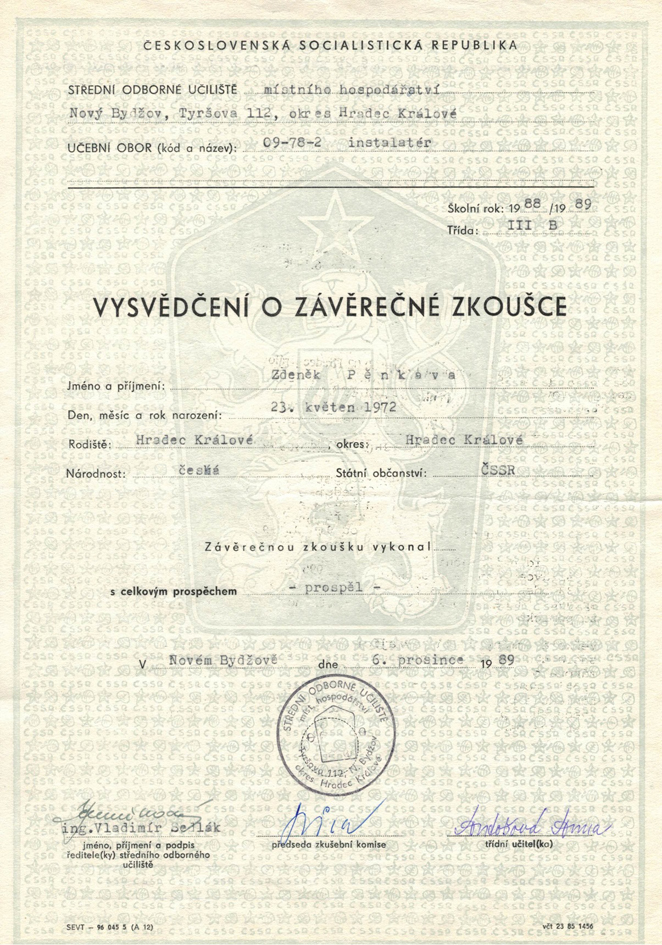 ČESKOSLOVENSKÁ SOCIALISTICKÁ REPUBLIKA
STŘEDNÍ ODBORNÉ UČILIŠTĚ místního hospodářství
Nový Bydžov, Tyršova 112, okres Hradec Králové
UČEBNÍ OBOR (kód a název): 09-78-2 instalatér
Školní rok: 1988/1989
Třída: III B
VYSVĚDČENÍ O ZÁVĚREČNÉ ZKOUŠCE
Jméno a příjmení: Zdeněk Pěnkava
Den, měsíc a rok narození: 23. květen 1972
Rodiště: Hradec Králové, okres: Hradec Králové
Národnost: česká Státní občanství: ČSSR
Závěrečnou zkoušku vykonal
s celkovým prospěchem - prospěl -
V Novém Bydžově dne 6. prosince 1989
STŘEDNÍ ODBORNÉ UČILIŠTĚ
míst. hospodářství
Tyršova 112, N. Bydžov
okres Hradec Králové
ing. Vladimír Sedlák
jméno, příjmení a podpis
ředitele(ky) středního odborného
učiliště
předseda zkušební komise
třídní učitel(ka)
SEVT – 96 045 5 (A 12)
včt 23 85 1456